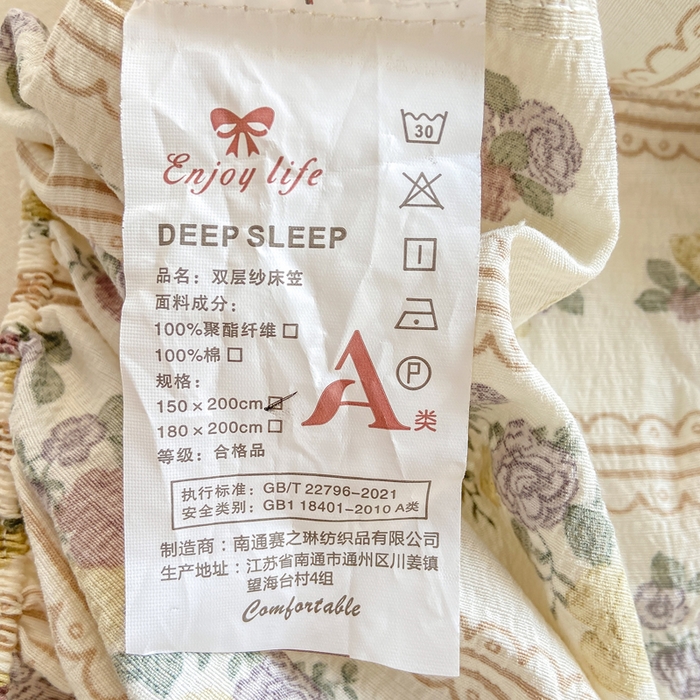 Enjoy life
DEEP SLEEP
品名：双层纱床笠
面料成分：
100%聚酯纤维
100%棉
规格：
150×200cm
180×200cm
等级：合格品
A类
执行标准：GB/T 22796-2021
安全类别：GB1 18401-2010 A类
制造商：南通赛之琳纺织品有限公司
生产地址：江苏省南通市通州区川姜镇
望海台村4组
Comfortable
30
P